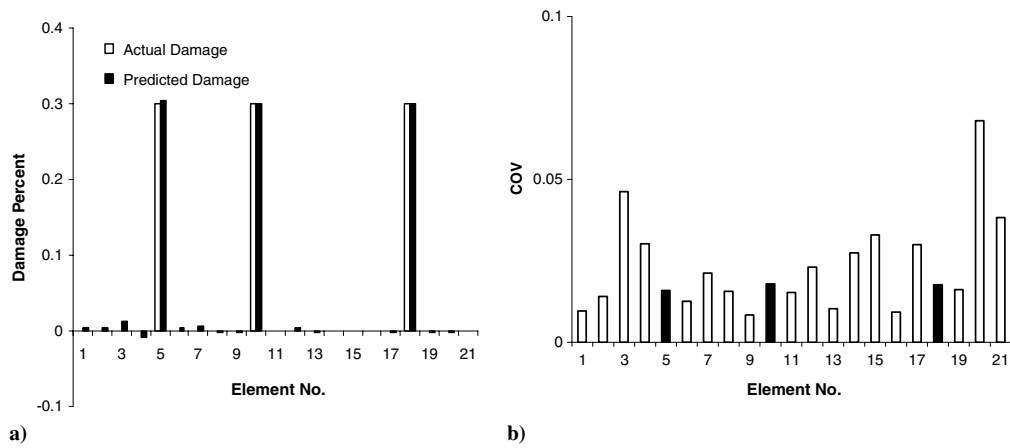 0.4
Actual Damage
Predicted Damage
0.3
0.2
0.1
0
-0.1
Damage Percent
1 3 5 7 9 11 13 15 17 19 21
Element No.
a)
0.1
0.05
0
COV
1 3 5 7 9 11 13 15 17 19 21
Element No.
b)